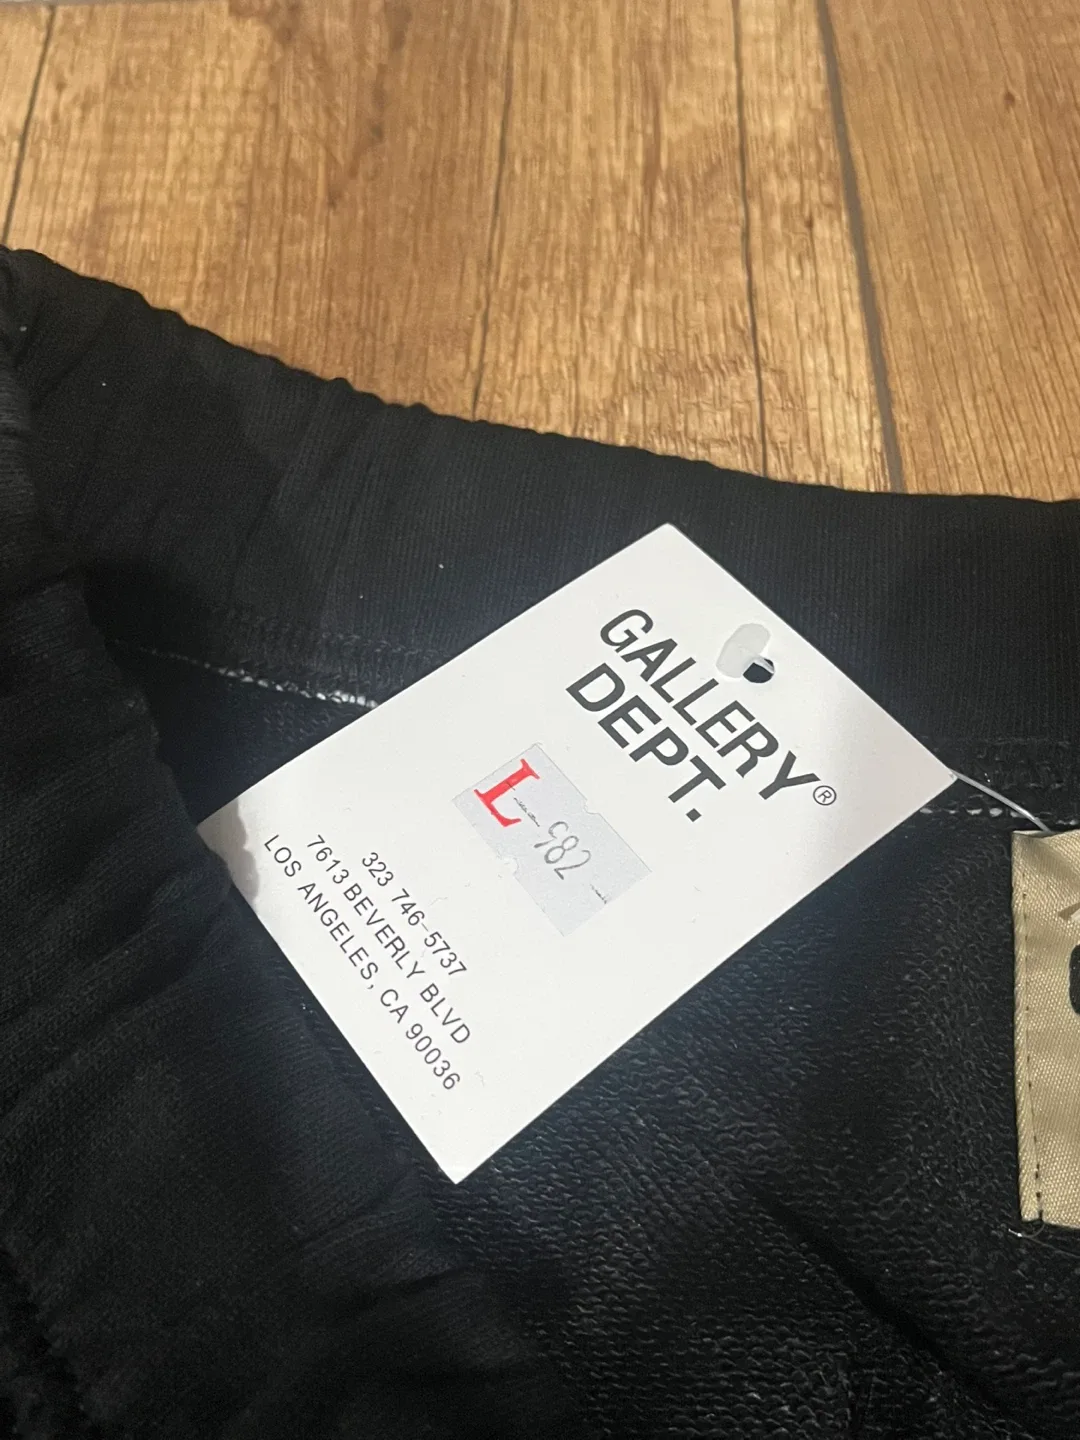 GALLERY®
DEPT.
L
982
323 746-5737
7613 BEVERLY BLVD
LOS ANGELES, CA 90036